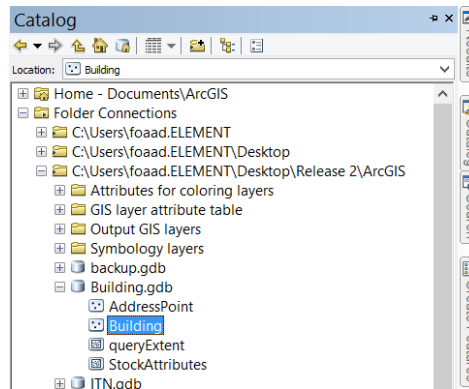 Catalog
Location: Building
Home - Documents\ArcGIS
Folder Connections
C:\Users\foaad.ELEMENT
C:\Users\foaad.ELEMENT\Desktop
C:\Users\foaad.ELEMENT\Desktop\Release 2\ArcGIS
Attributes for coloring layers
GIS layer attribute table
Output GIS layers
Symbology layers
backup.gdb
Building.gdb
AddressPoint
Building
queryExtent
StockAttributes
ITN.gdb